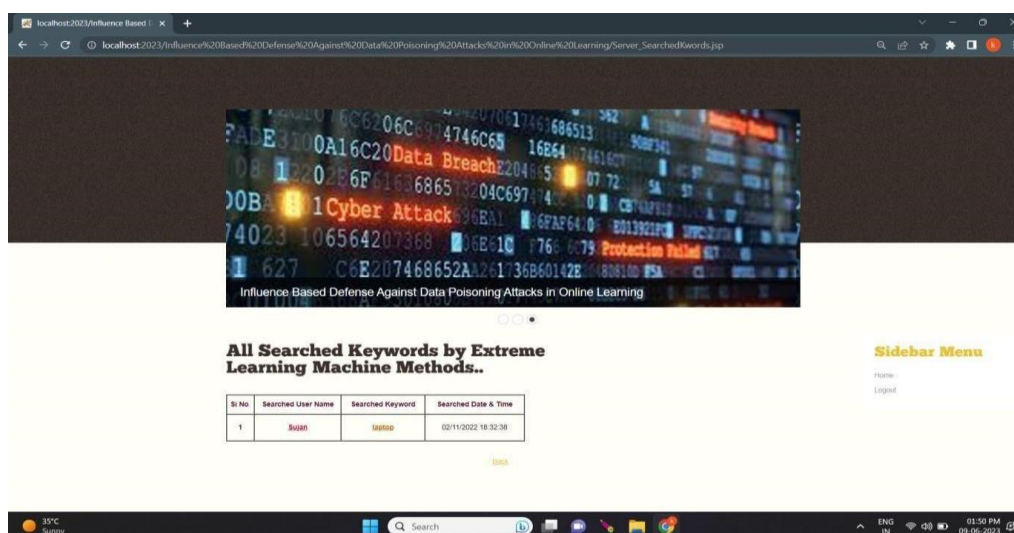 localhost:2023/Influence Based D
localhost:2023/Influence%20Based%20Defense%20Against%20Data%20Poisoning%20Attacks%20in%20Online%20Learning/Server_SearchedKwords.jsp
Data Breach
Cyber Attack
Protection Failed
Influence Based Defense Against Data Poisoning Attacks in Online Learning
All Searched Keywords by Extreme
Learning Machine Methods..
Sidebar Menu
Home
Logout
Si No Searched User Name Searched Keyword Searched Date & Time
1 Sujan laptop 02/11/2022 18:32:38
Back
35°C
Sunny
Search
ENG
IN
01:50 PM
09-06-2023